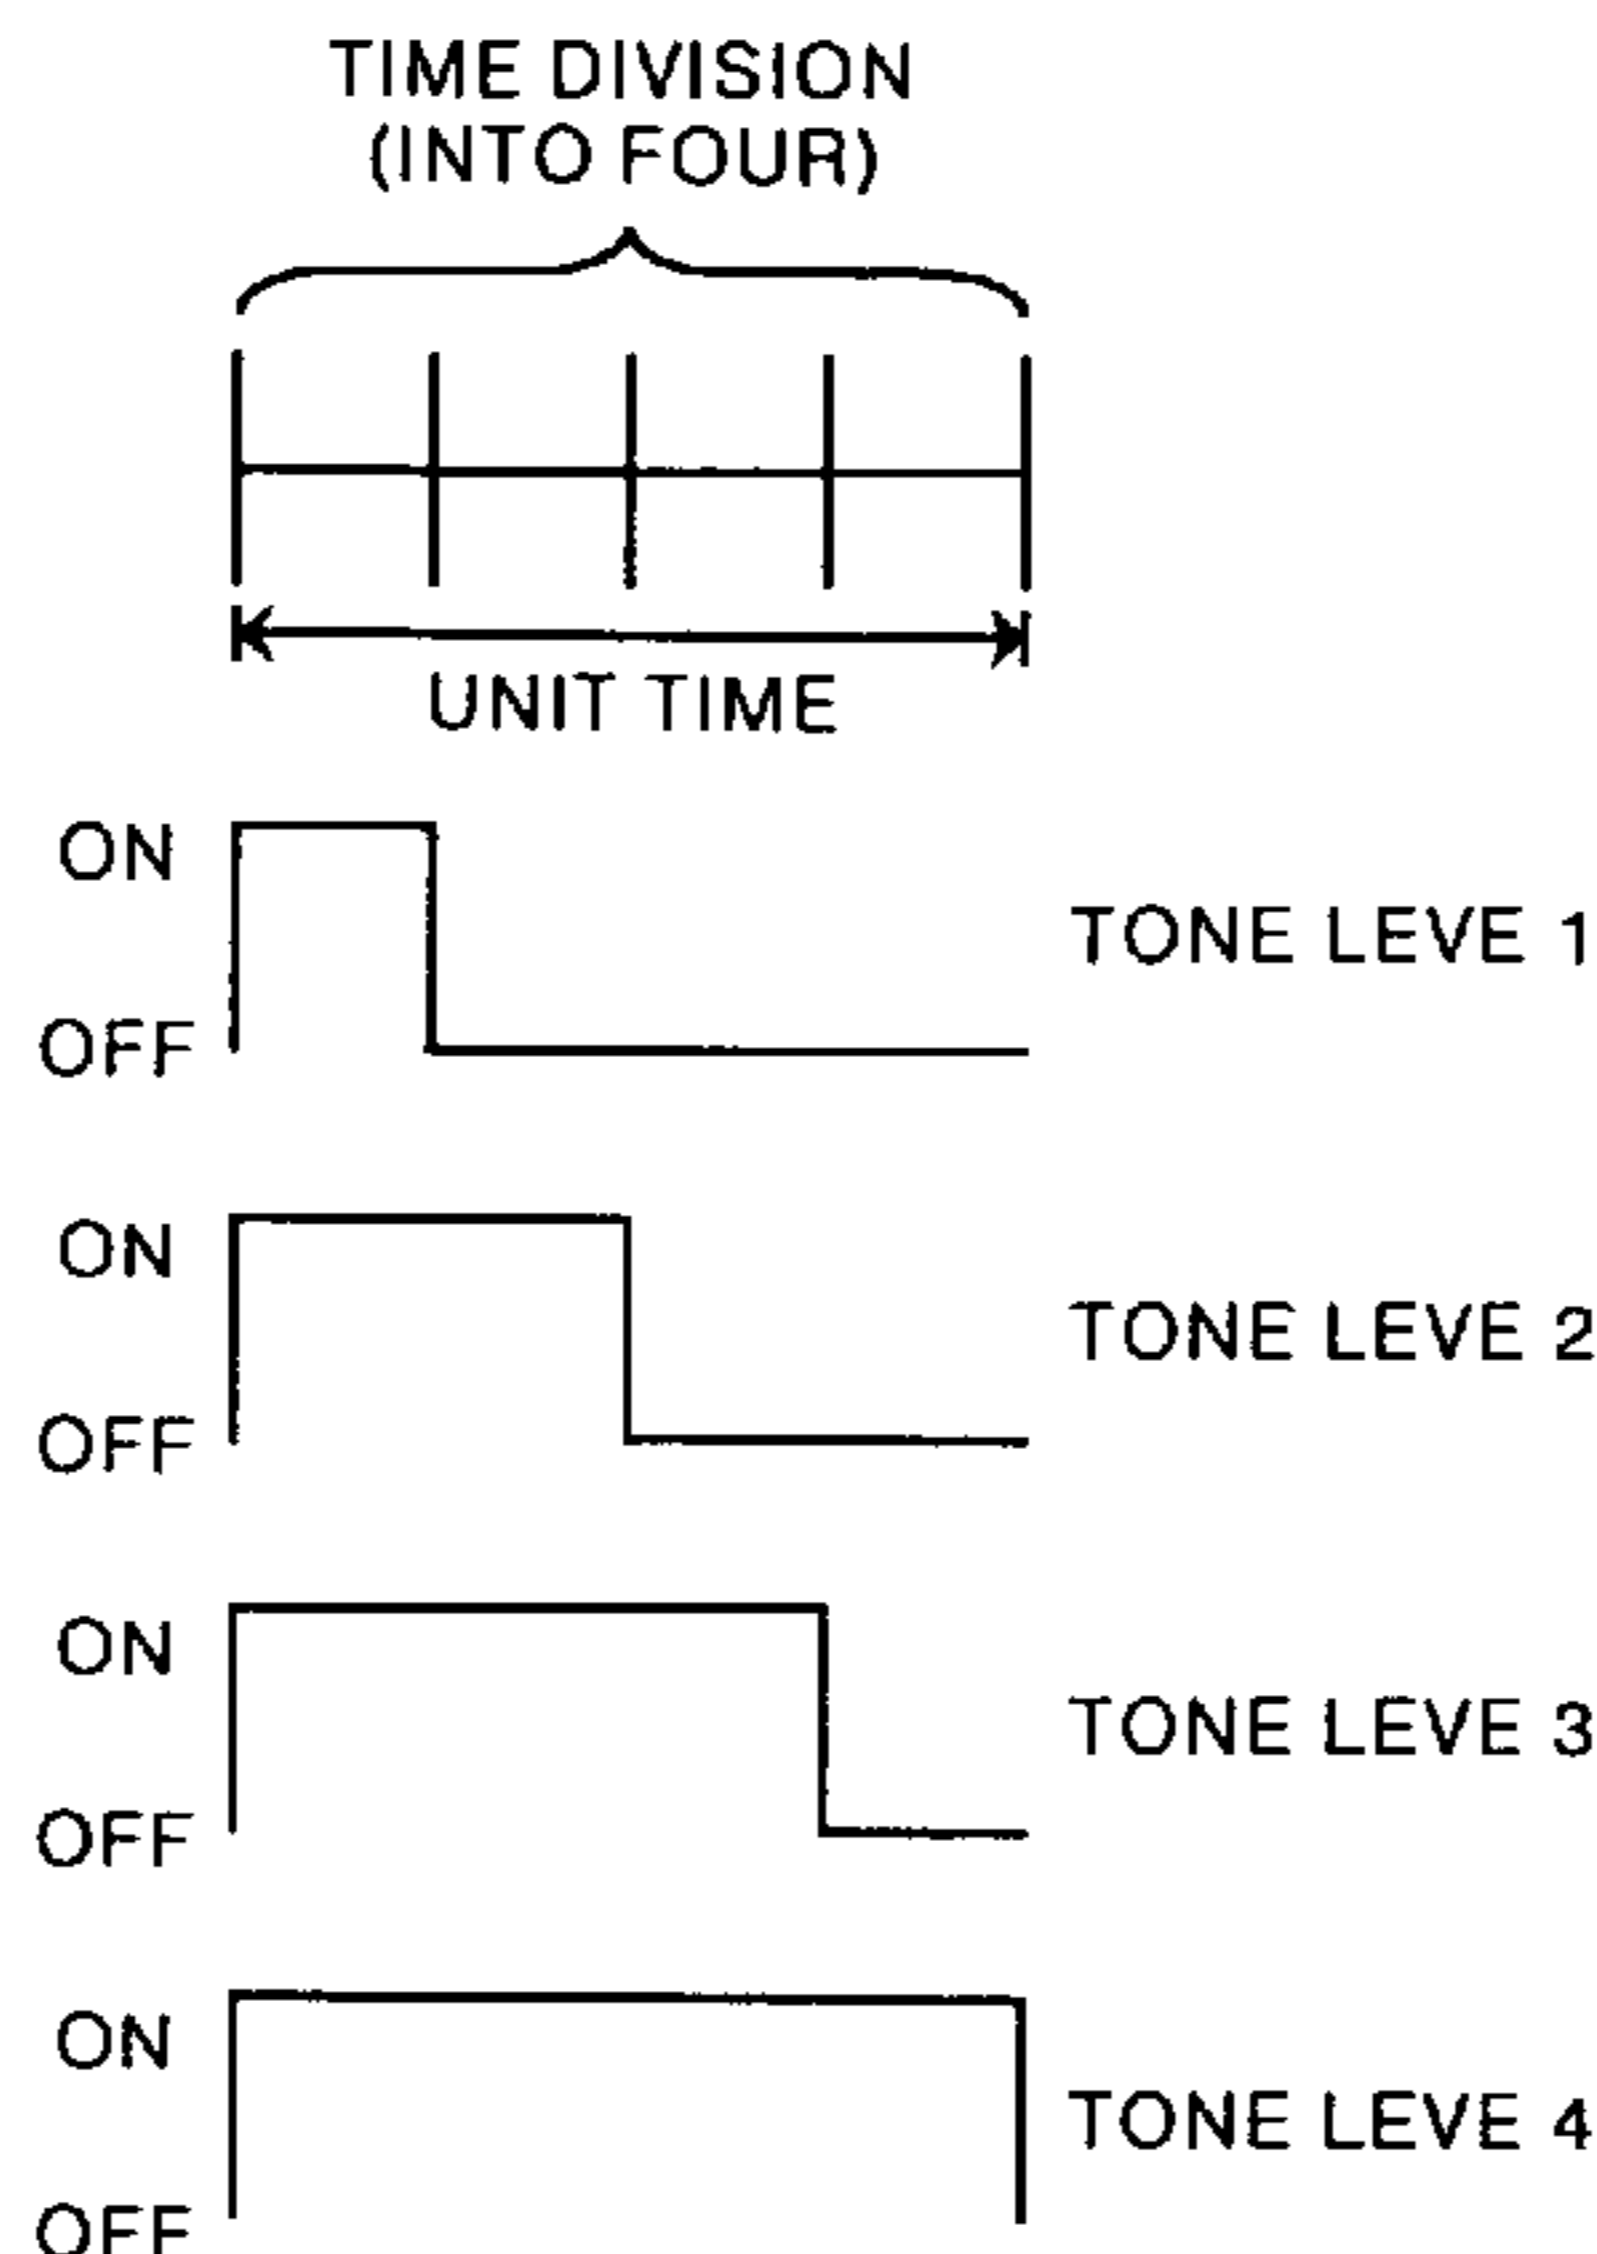 TIME DIVISION
(INTO FOUR)
UNIT TIME
ON
TONE LEVE 1
OFF
ON
TONE LEVE 2
OFF
ON
TONE LEVE 3
OFF
ON
TONE LEVE 4
OFF